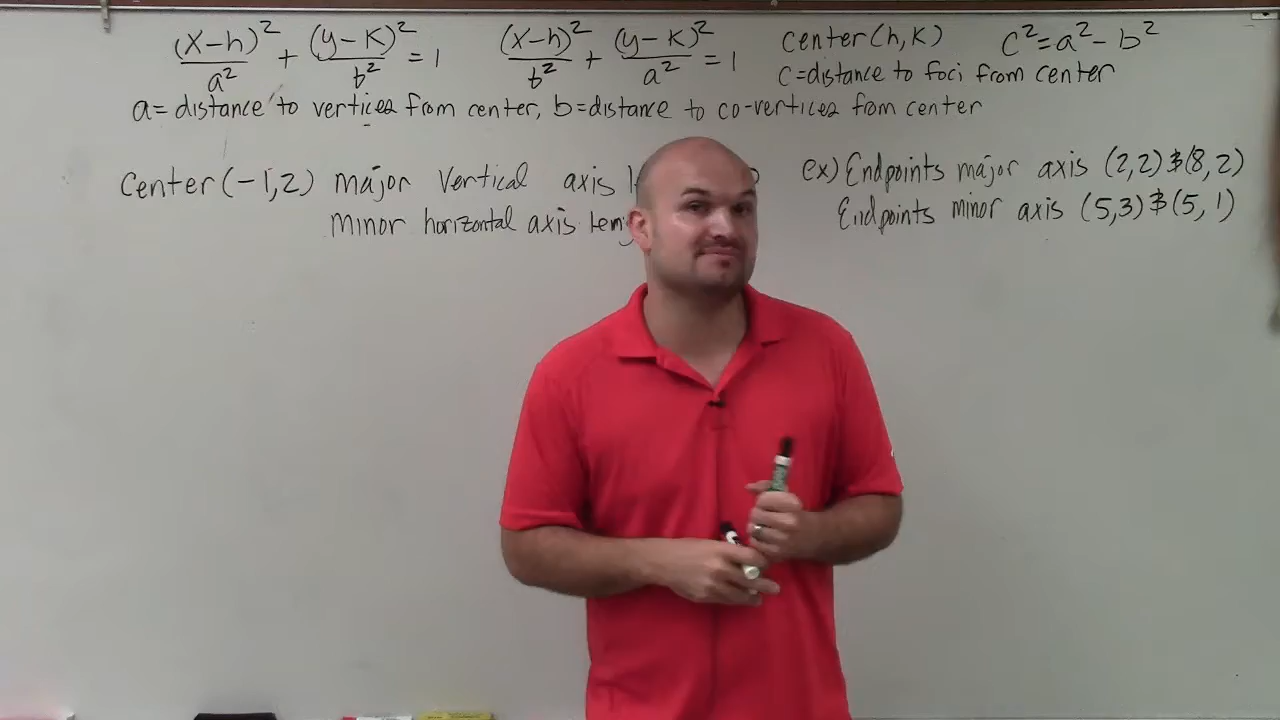 (x-h)²/a² + (y-k)²/b² = 1   (x-h)²/b² + (y-k)²/a² = 1   center(h,k)   c²=a²-b²
c=distance to foci from center
a= distance to vertices from center, b=distance to co-vertices from center
center(-1,2) major vertical axis
minor horizontal axis
ex) Endpoints major axis (2,2) & (8,2)
Endpoints minor axis (5,3) & (5,1)